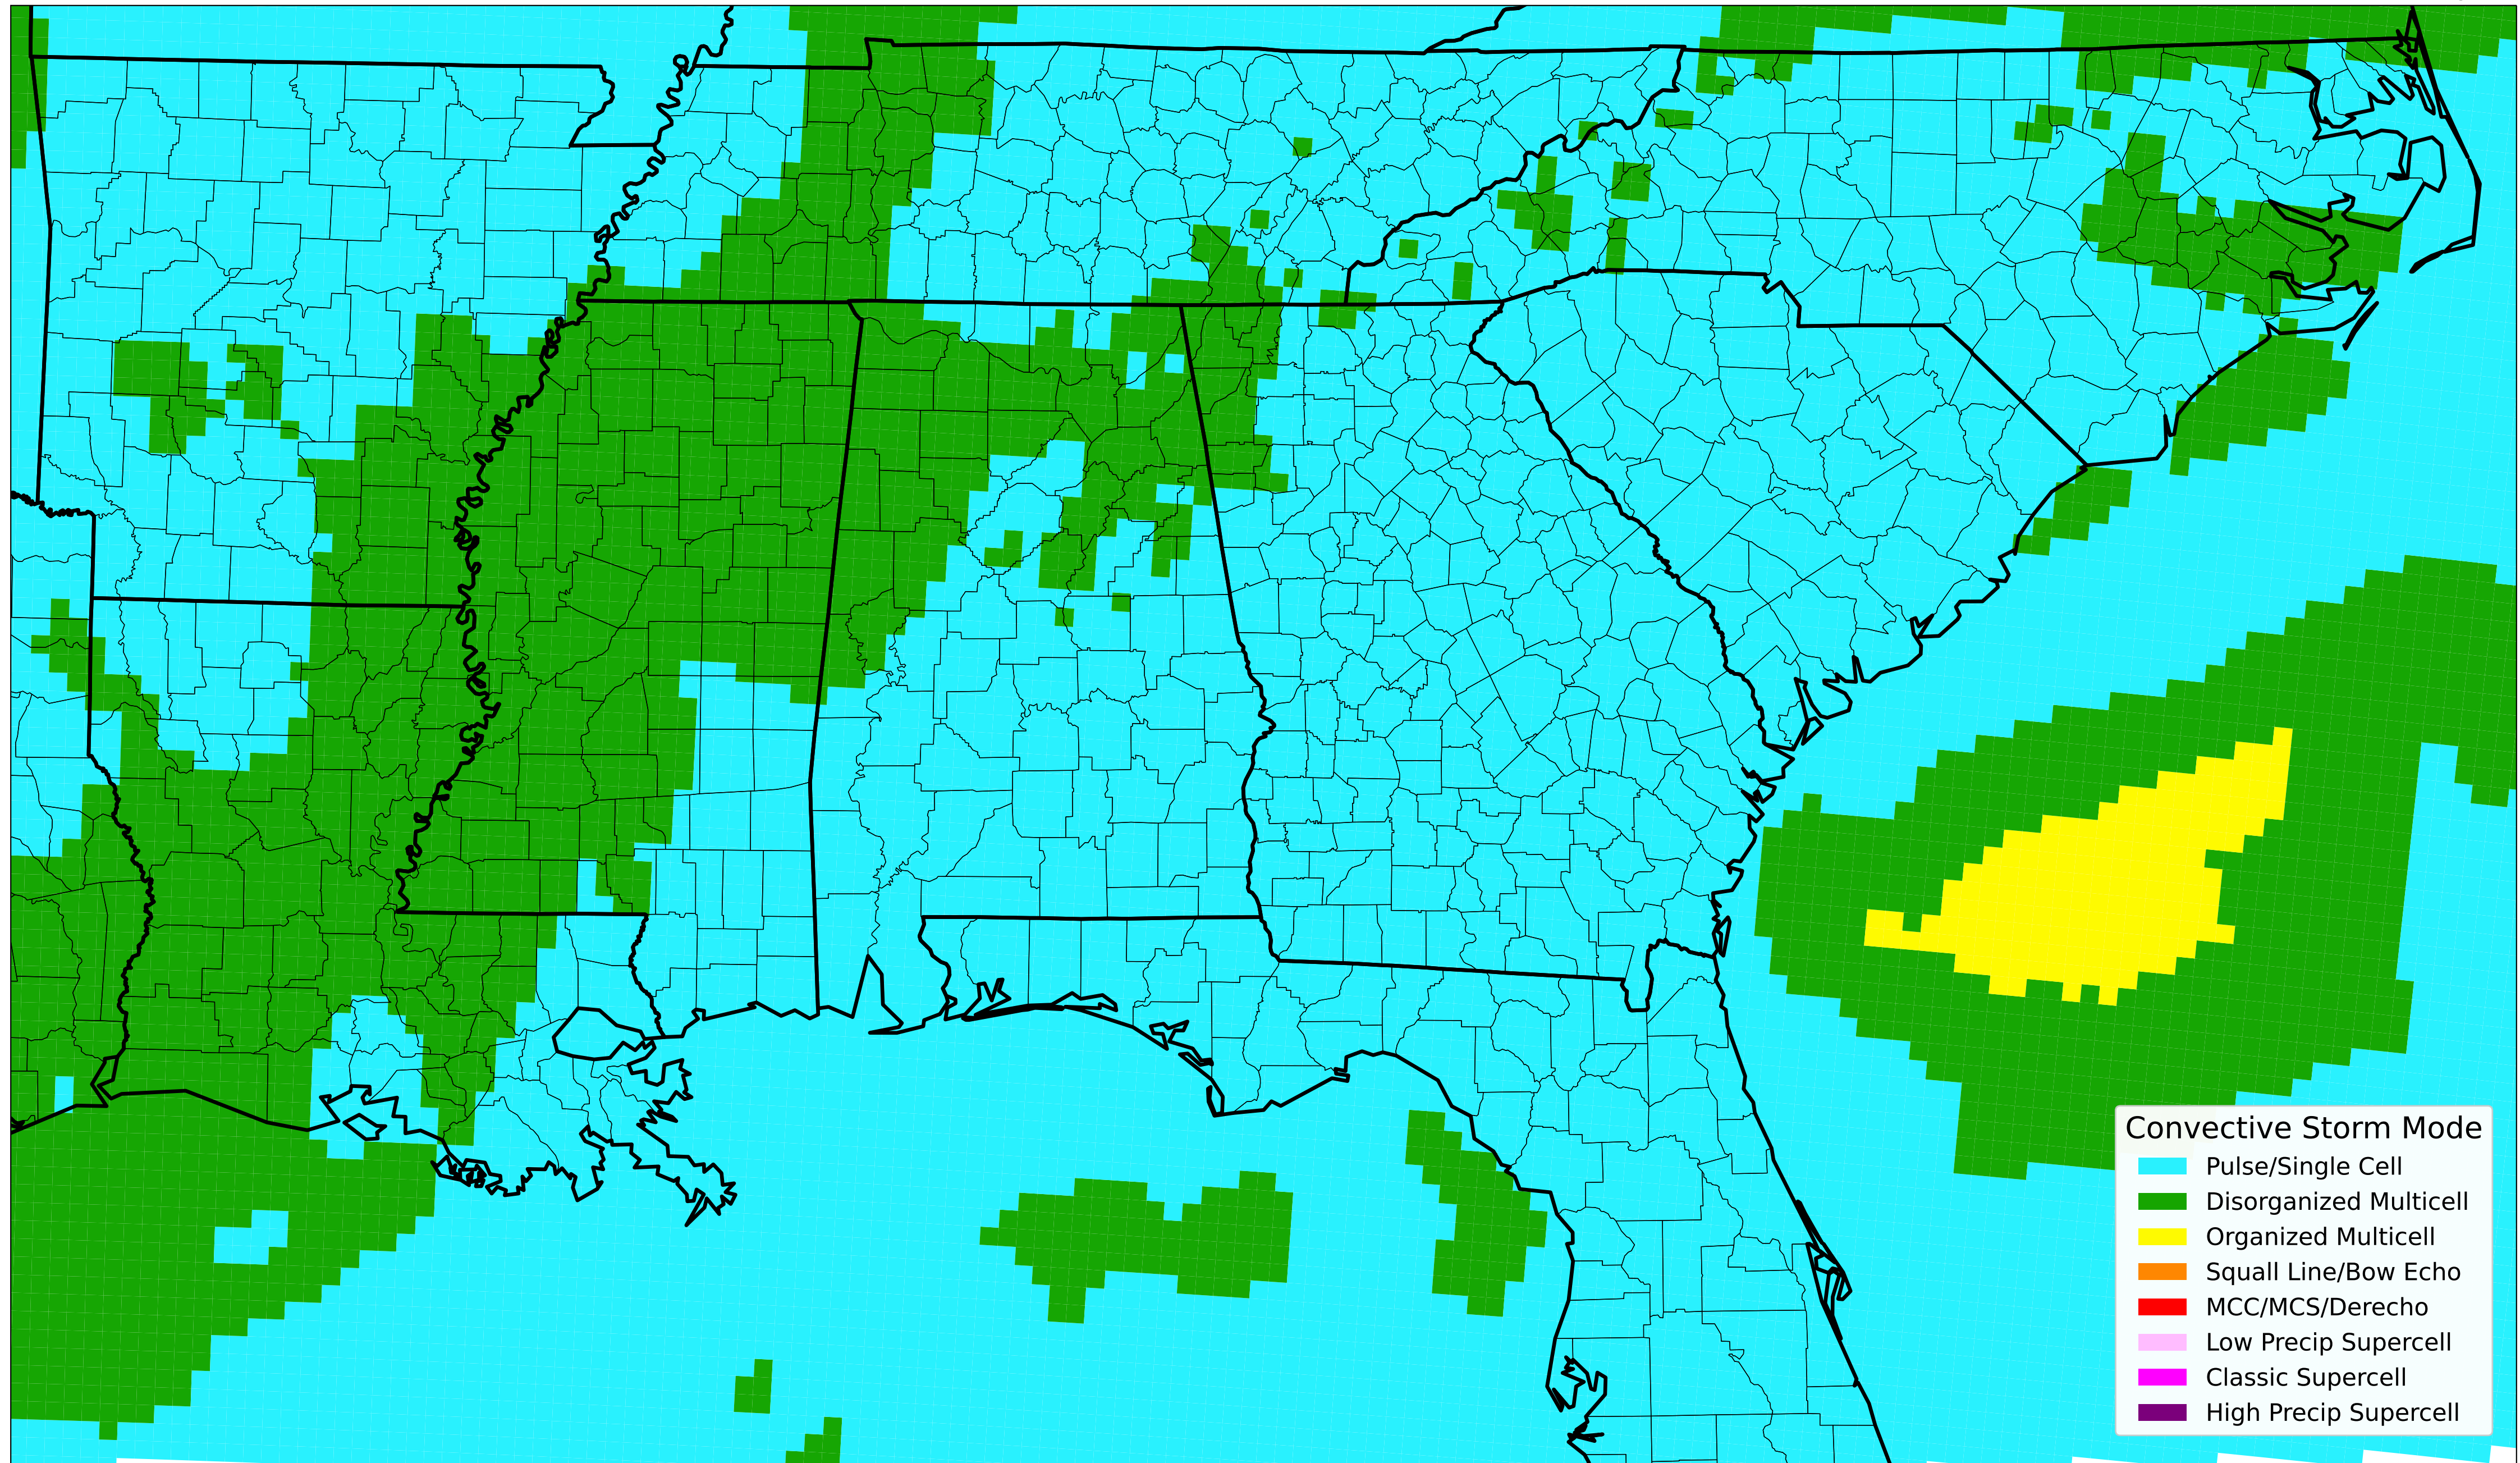 Convective Storm Mode
Pulse/Single Cell
Disorganized Multicell
Organized Multicell
Squall Line/Bow Echo
MCC/MCS/Derecho
Low Precip Supercell
Classic Supercell
High Precip Supercell